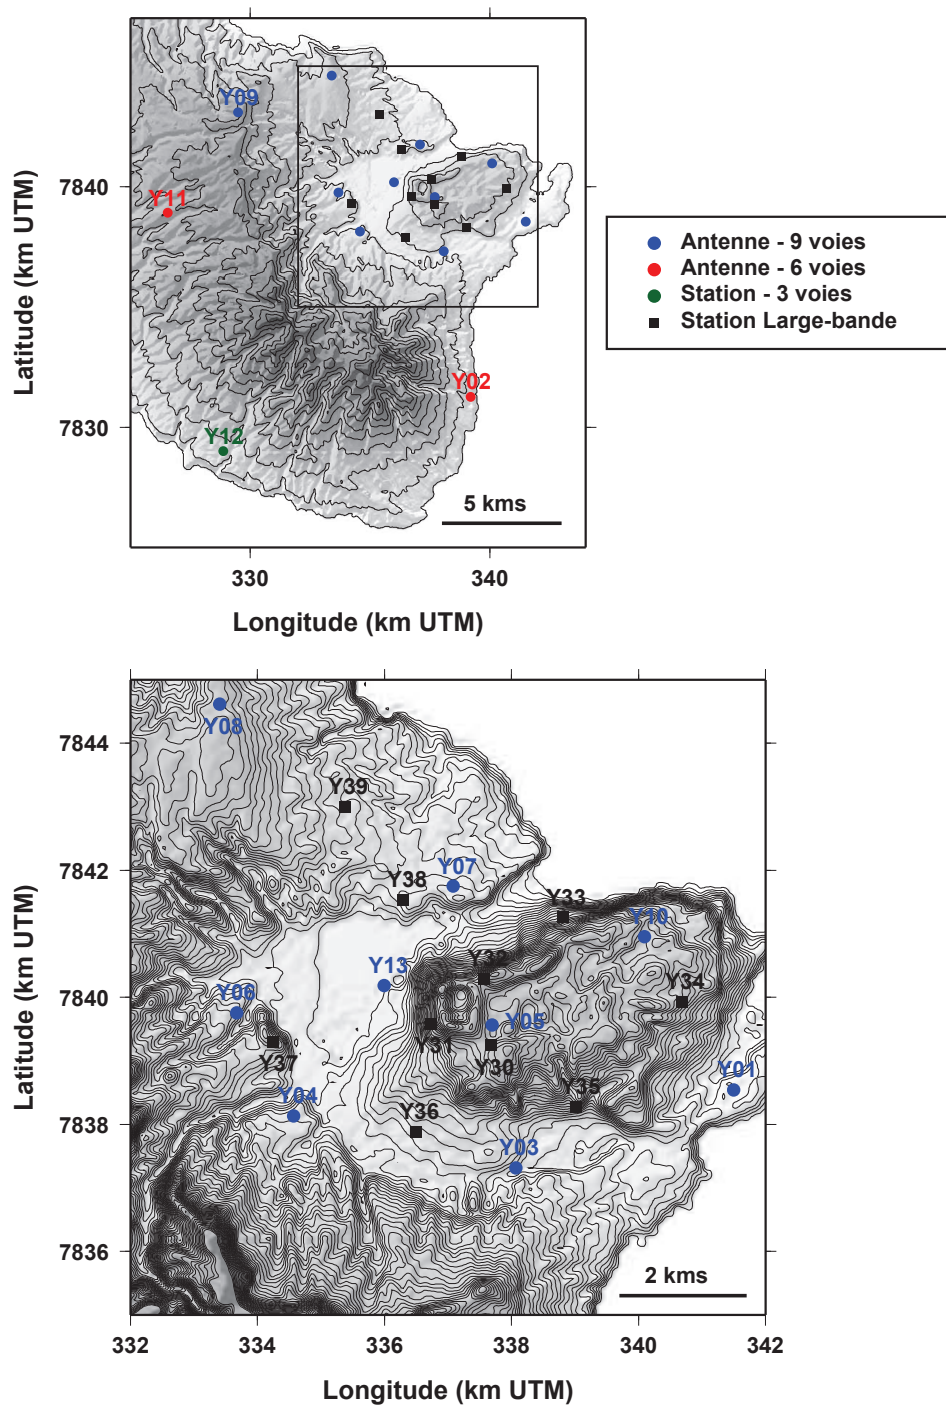 Y09
Y11
Y02
Y12
5 kms
7840
7830
330
340
Latitude (km UTM)
Longitude (km UTM)
Antenne - 9 voies
Antenne - 6 voies
Station - 3 voies
Station Large-bande
Y08
Y39
Y38
Y07
Y33
Y10
Y32
Y13
Y34
Y06
Y05
Y31
Y37
Y30
Y01
Y35
Y04
Y36
Y03
2 kms
7844
7842
7840
7838
7836
332
334
336
338
340
342
Latitude (km UTM)
Longitude (km UTM)